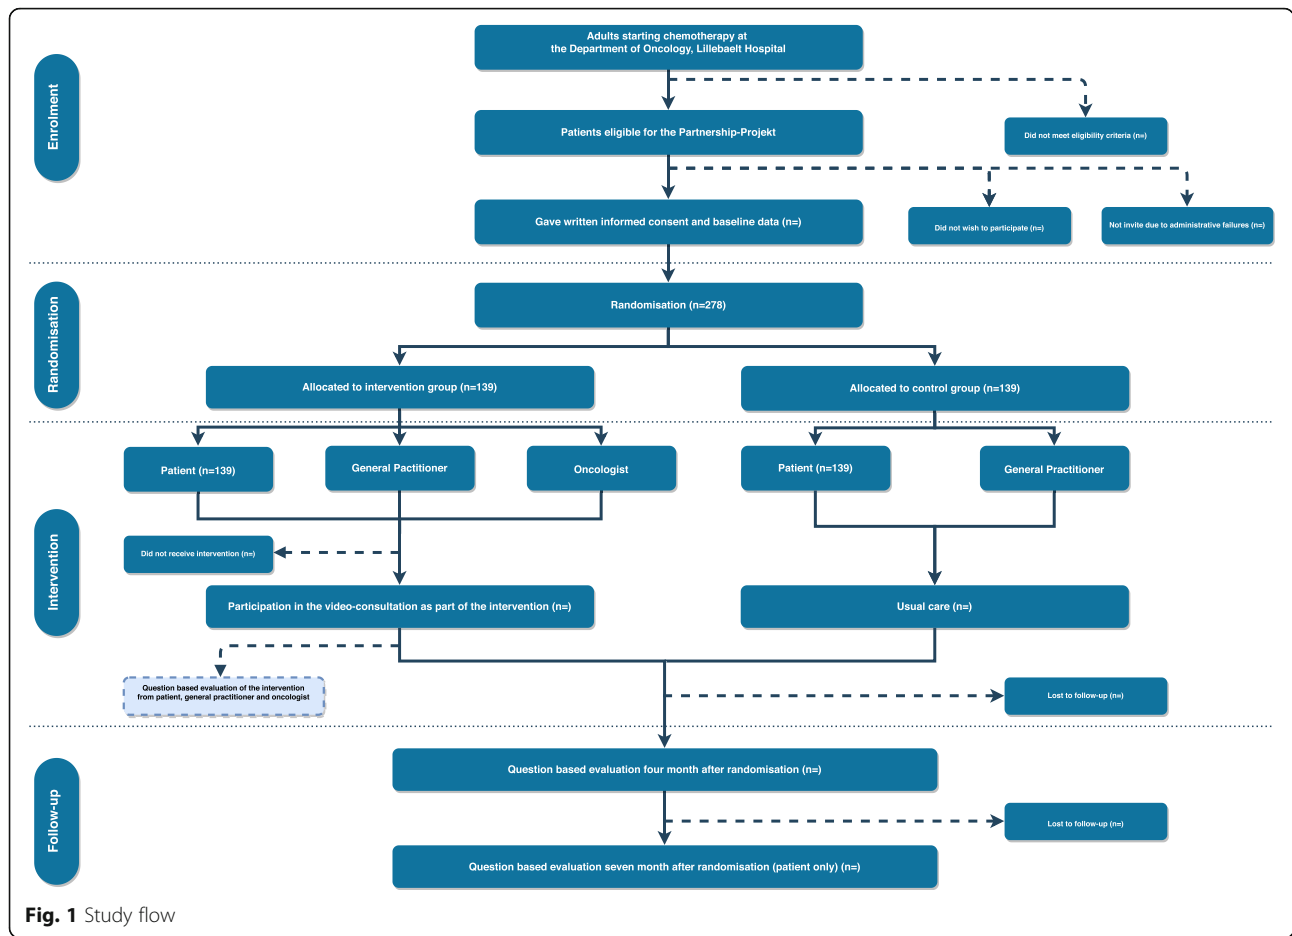 Enrolment
Adults starting chemotherapy at
the Department of Oncology, Lillebaelt Hospital
Patients eligible for the Partnership-Projekt
Did not meet eligibility criteria (n=)
Gave written informed consent and baseline data (n=)
Did not wish to participate (n=)
Not invite due to administrative failures (n=)
Randomisation
Randomisation (n=278)
Allocated to intervention group (n=139)
Allocated to control group (n=139)
Intervention
Patient (n=139)
General Pactitioner
Oncologist
Patient (n=139)
General Practitioner
Did not receive intervention (n=)
Participation in the video-consultation as part of the intervention (n=)
Usual care (n=)
Question based evaluation of the intervention
from patient, general practitioner and oncologist
Lost to follow-up (n=)
Follow-up
Question based evaluation four month after randomisation (n=)
Lost to follow-up (n=)
Question based evaluation seven month after randomisation (patient only) (n=)
Fig. 1 Study flow